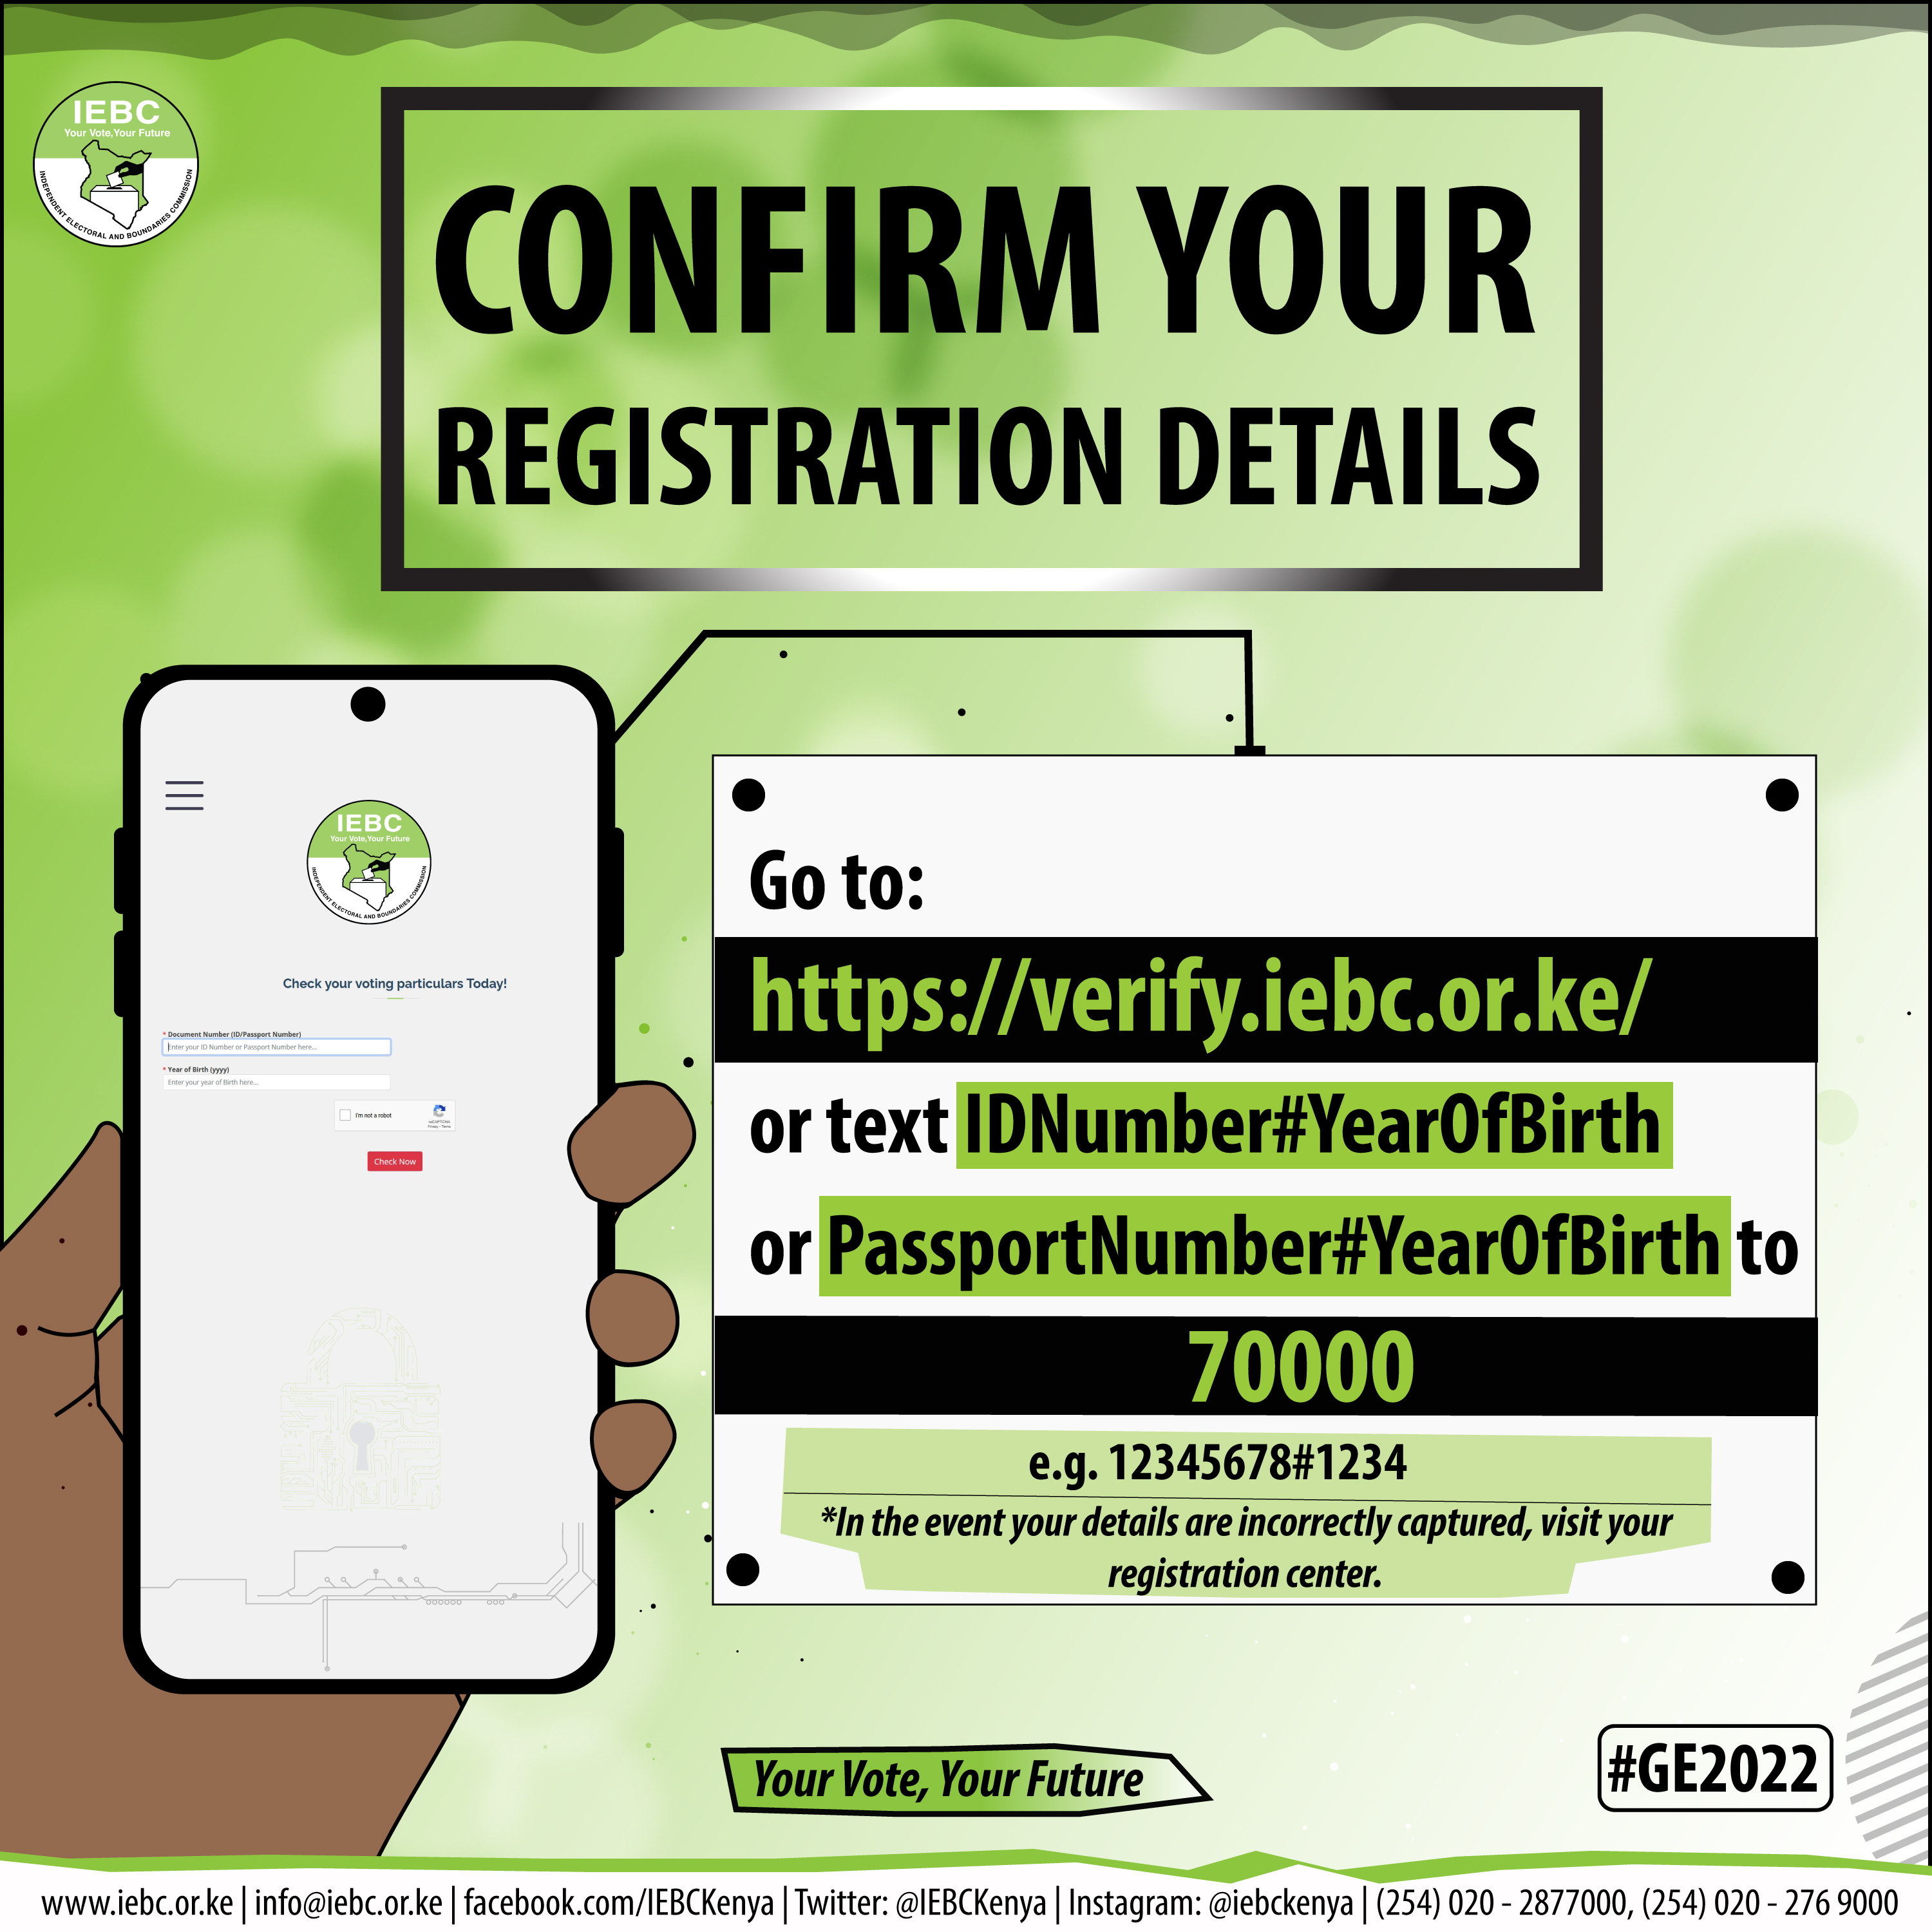 IEBC
Your Vote,Your Future
INDEPENDENT ELECTORAL AND BOUNDARIES COMMISSION
CONFIRM YOUR
REGISTRATION DETAILS
IEBC
Your Vote,Your Future
INDEPENDENT ELECTORAL AND BOUNDARIES COMMISSION
Check your voting particulars Today!
* Document Number (ID/Passport Number)
Enter your ID Number or Passport Number here...
* Year of Birth (yyyy)
Enter your year of Birth here...
I'm not a robot
reCAPTCHA
Privacy - Terms
Check Now
Go to:
https://verify.iebc.or.ke/
or text IDNumber#YearOfBirth
or PassportNumber#YearOfBirth to
70000
e.g. 12345678#1234
*In the event your details are incorrectly captured, visit your
registration center.
Your Vote, Your Future
#GE2022
www.iebc.or.ke | info@iebc.or.ke | facebook.com/IEBCKenya | Twitter: @IEBCKenya | Instagram: @iebckenya | (254) 020 - 2877000, (254) 020 - 276 9000